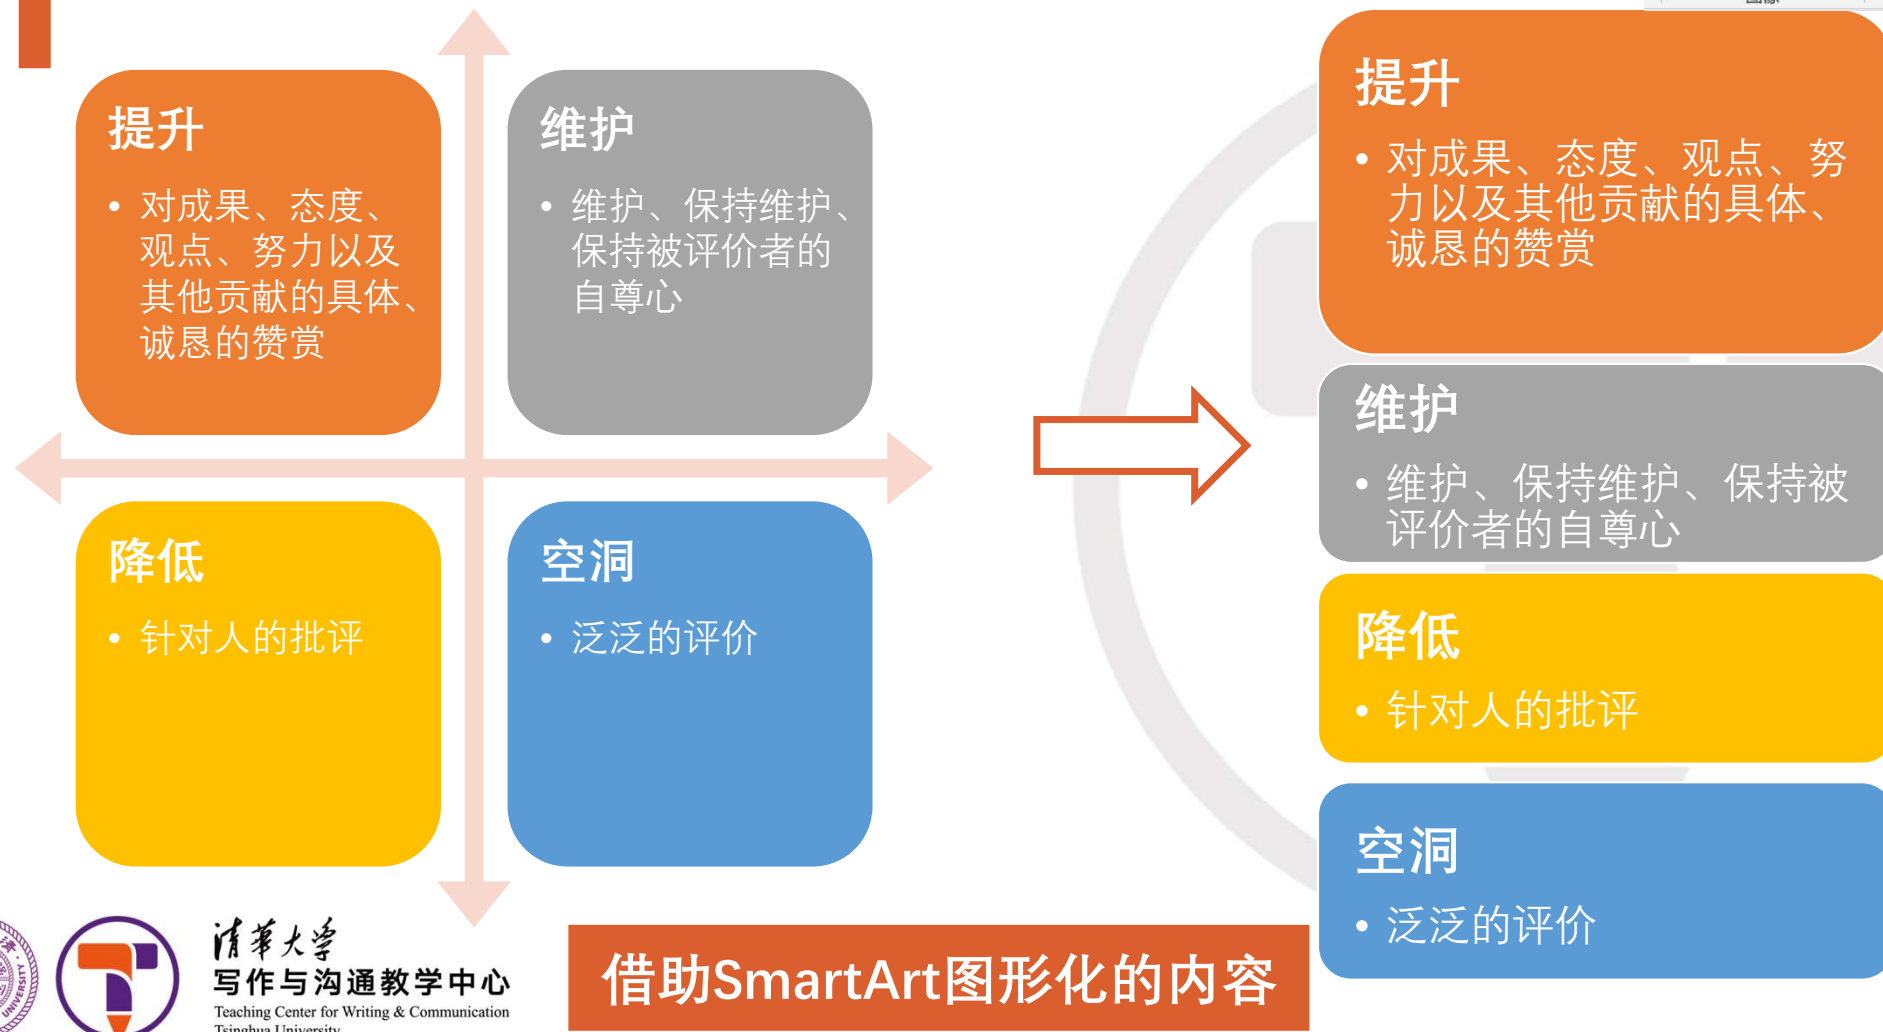 提升
• 对成果、态度、
观点、努力以及
其他贡献的具体、
诚恳的赞赏
维护
• 维护、保持维护、
保持被评价者的
自尊心
降低
• 针对人的批评
空洞
• 泛泛的评价
提升
• 对成果、态度、观点、努
力以及其他贡献的具体、
诚恳的赞赏
维护
• 维护、保持维护、保持被
评价者的自尊心
降低
• 针对人的批评
空洞
• 泛泛的评价
清华大学
写作与沟通教学中心
Teaching Center for Writing & Communication
Tsinghua University
借助SmartArt图形化的内容